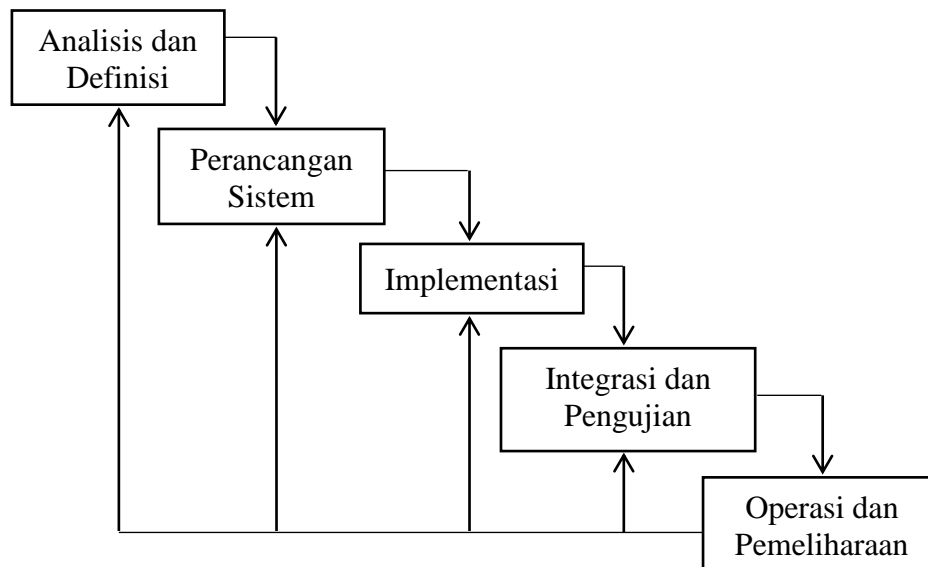 Analisis dan
Definisi
Perancangan
Sistem
Implementasi
Integrasi dan
Pengujian
Operasi dan
Pemeliharaan